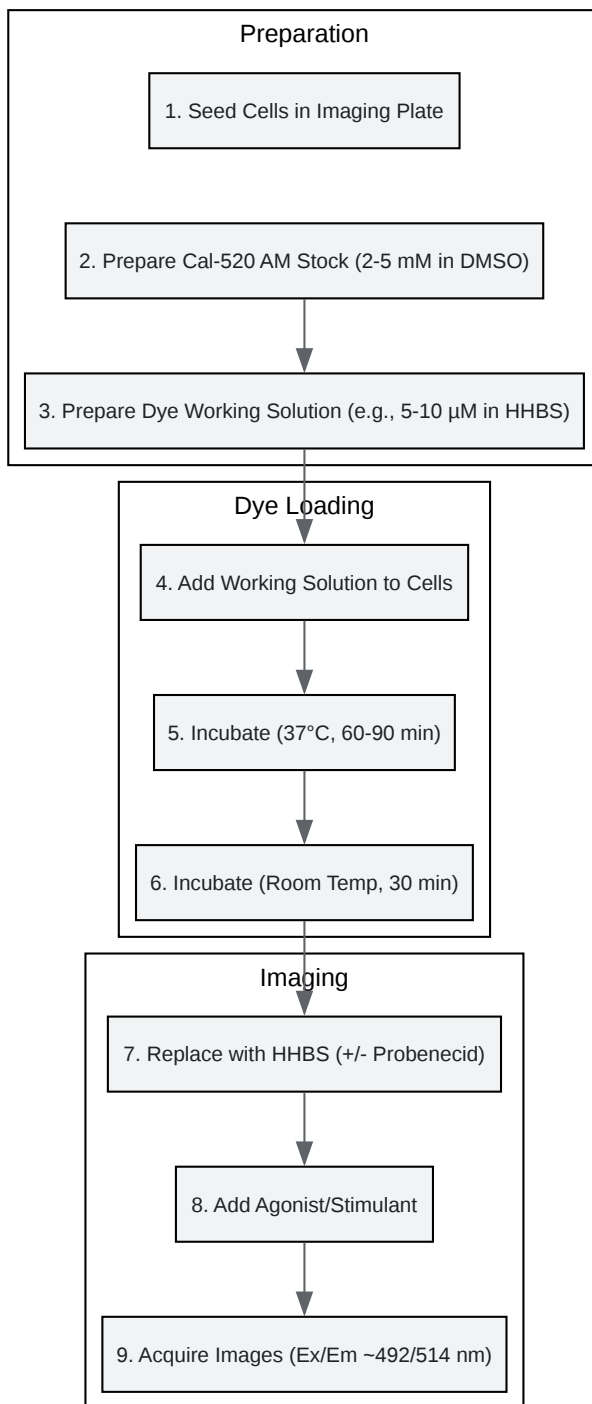 Preparation
1. Seed Cells in Imaging Plate
2. Prepare Cal-520 AM Stock (2-5 mM in DMSO)
3. Prepare Dye Working Solution (e.g., 5-10 µM in HHBS)
Dye Loading
4. Add Working Solution to Cells
5. Incubate (37°C, 60-90 min)
6. Incubate (Room Temp, 30 min)
Imaging
7. Replace with HHBS (+/- Probenecid)
8. Add Agonist/Stimulant
9. Acquire Images (Ex/Em ~492/514 nm)